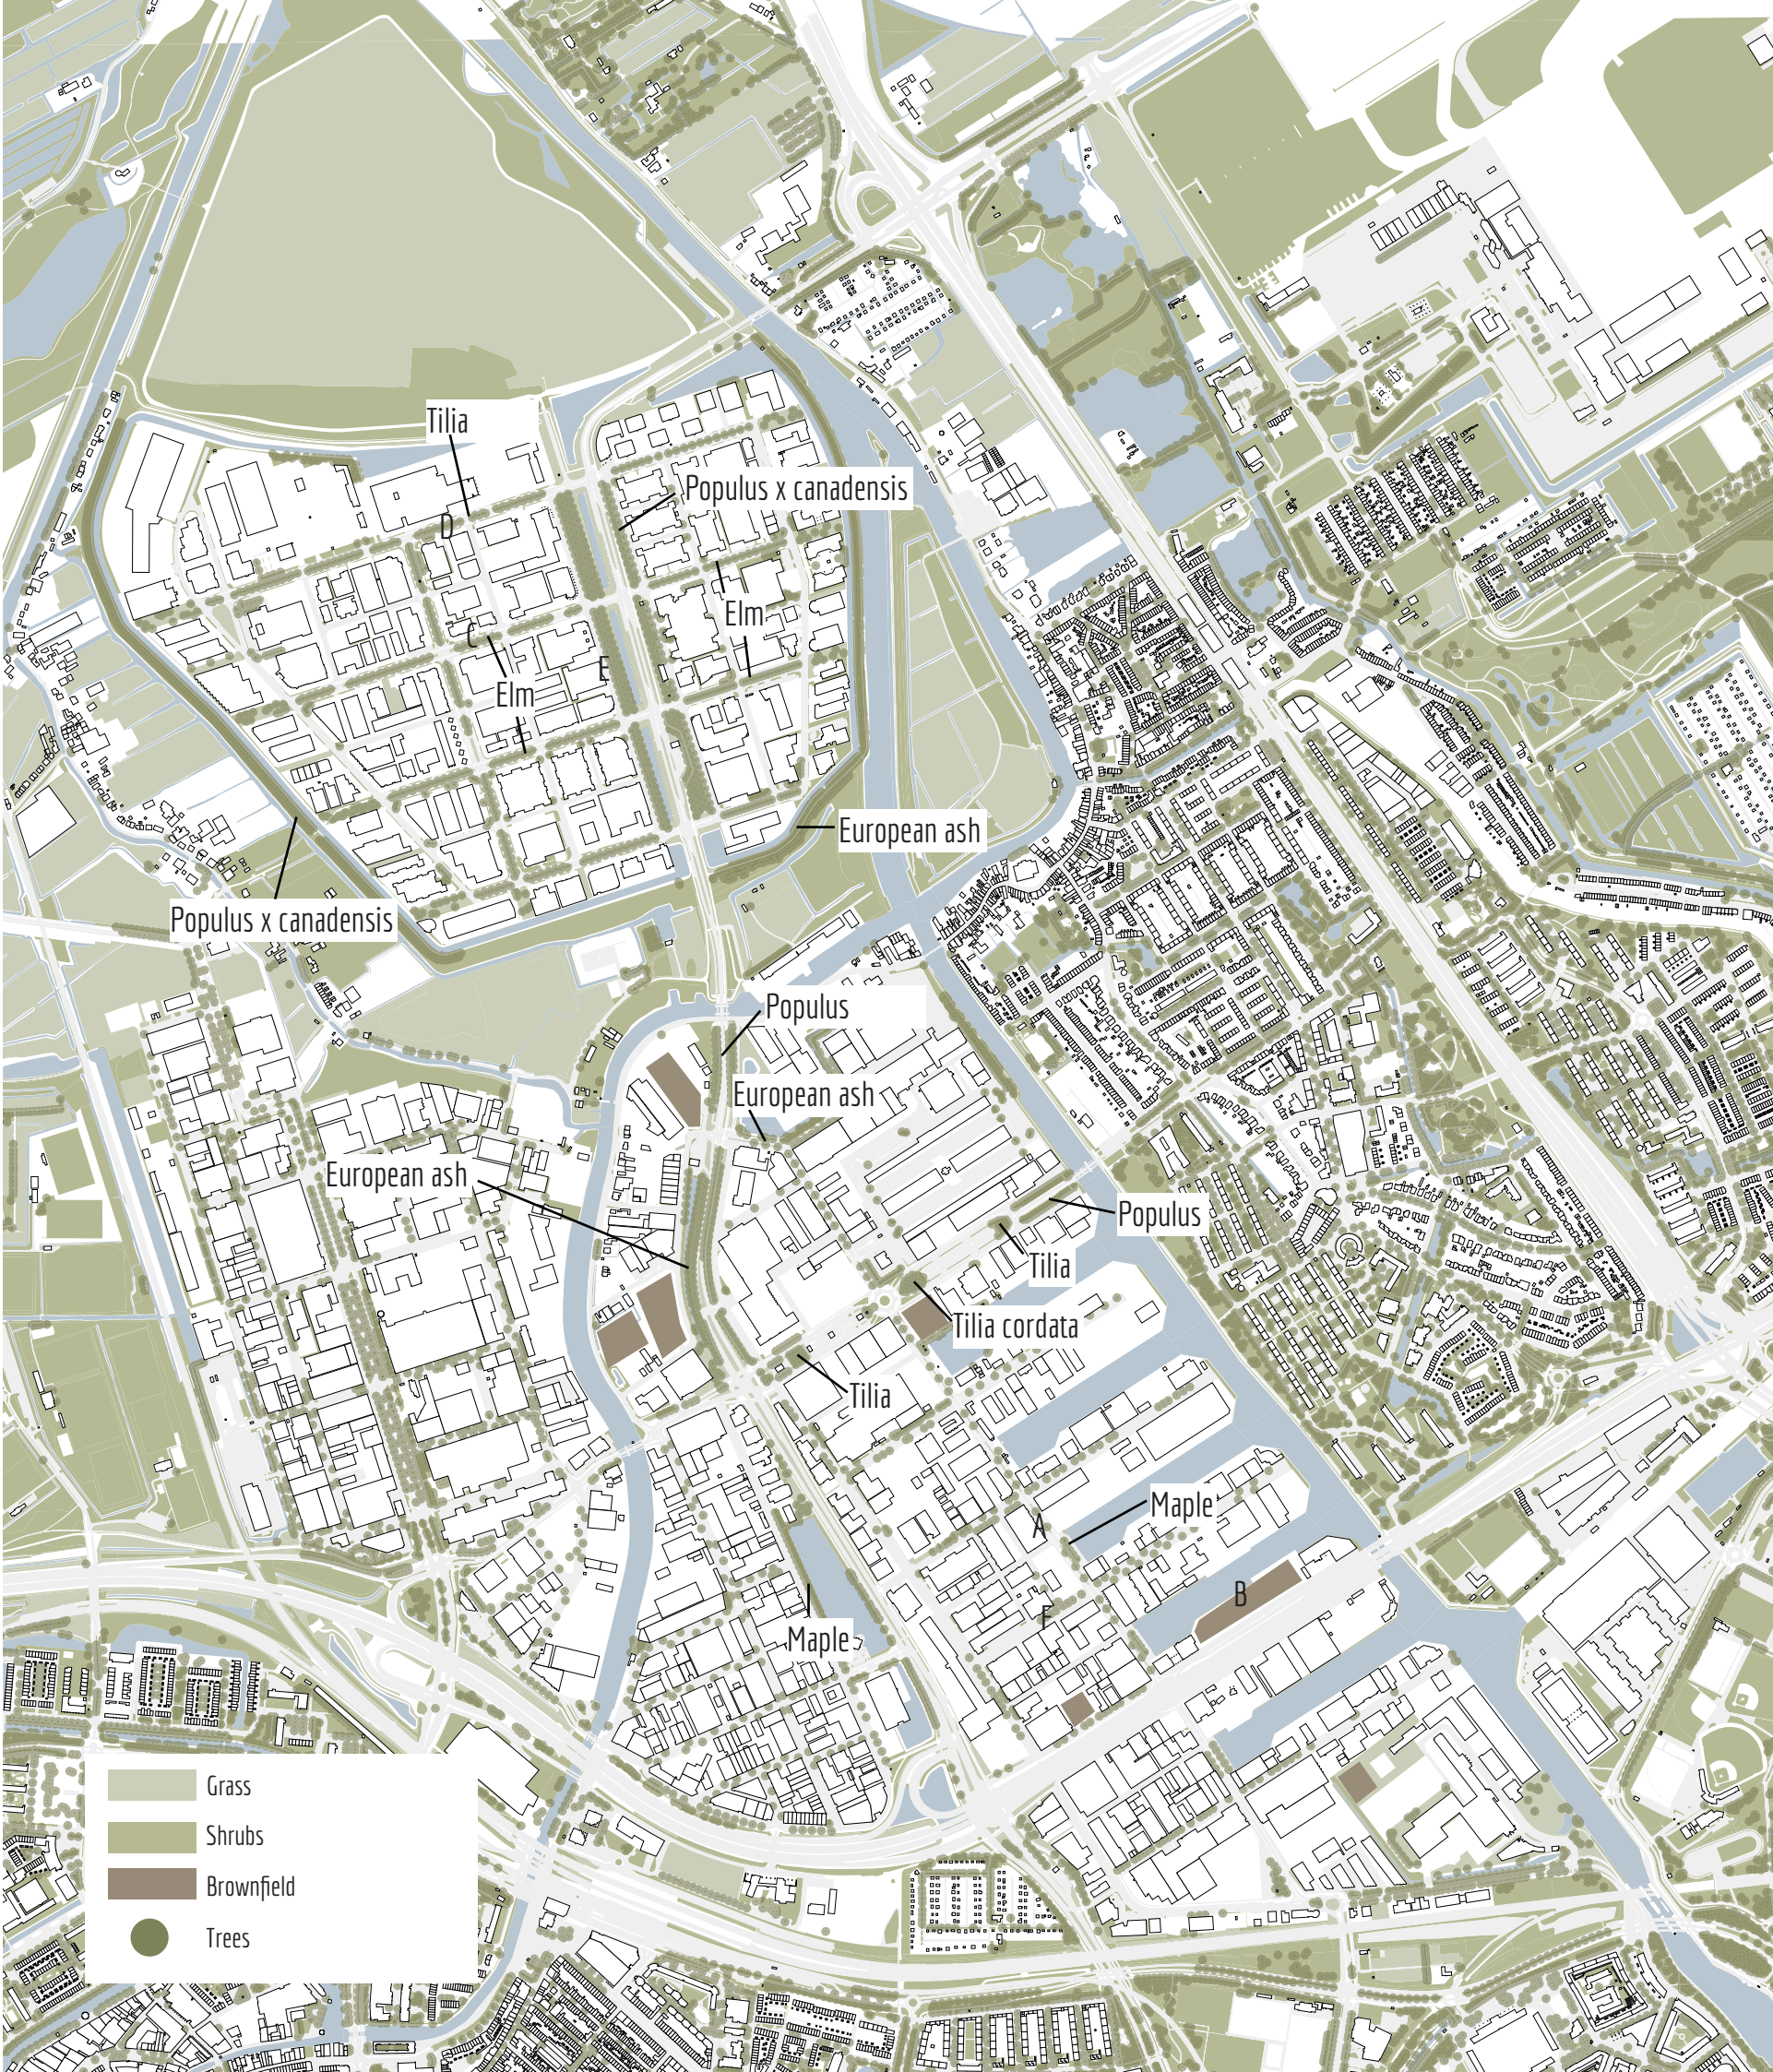 Tilia
Populus x canadensis
D
Elm
C
E
Elm
European ash
Populus x canadensis
Populus
European ash
European ash
Populus
Tilia
Tilia cordata
Tilia
Maple
A
B
F
Maple
Grass
Shrubs
Brownfield
Trees